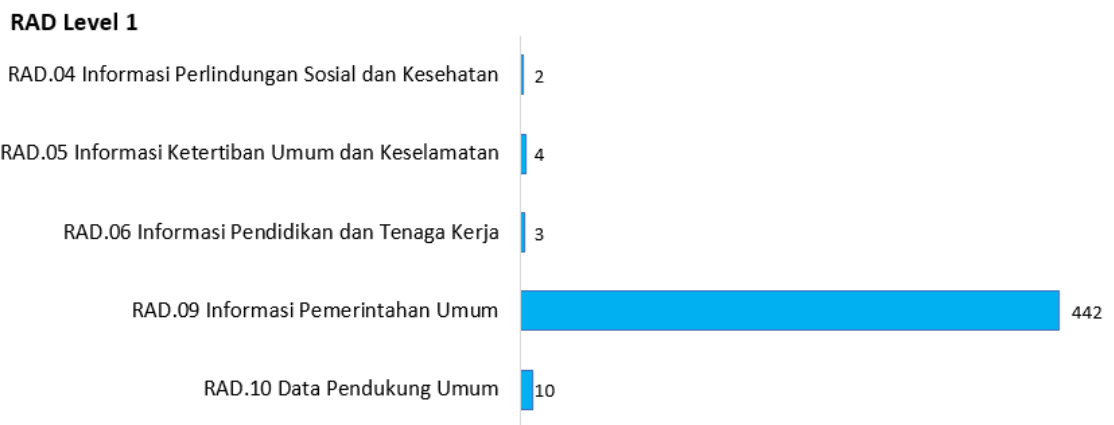 RAD Level 1
RAD.04 Informasi Perlindungan Sosial dan Kesehatan 2
RAD.05 Informasi Ketertiban Umum dan Keselamatan 4
RAD.06 Informasi Pendidikan dan Tenaga Kerja 3
RAD.09 Informasi Pemerintahan Umum 442
RAD.10 Data Pendukung Umum 10